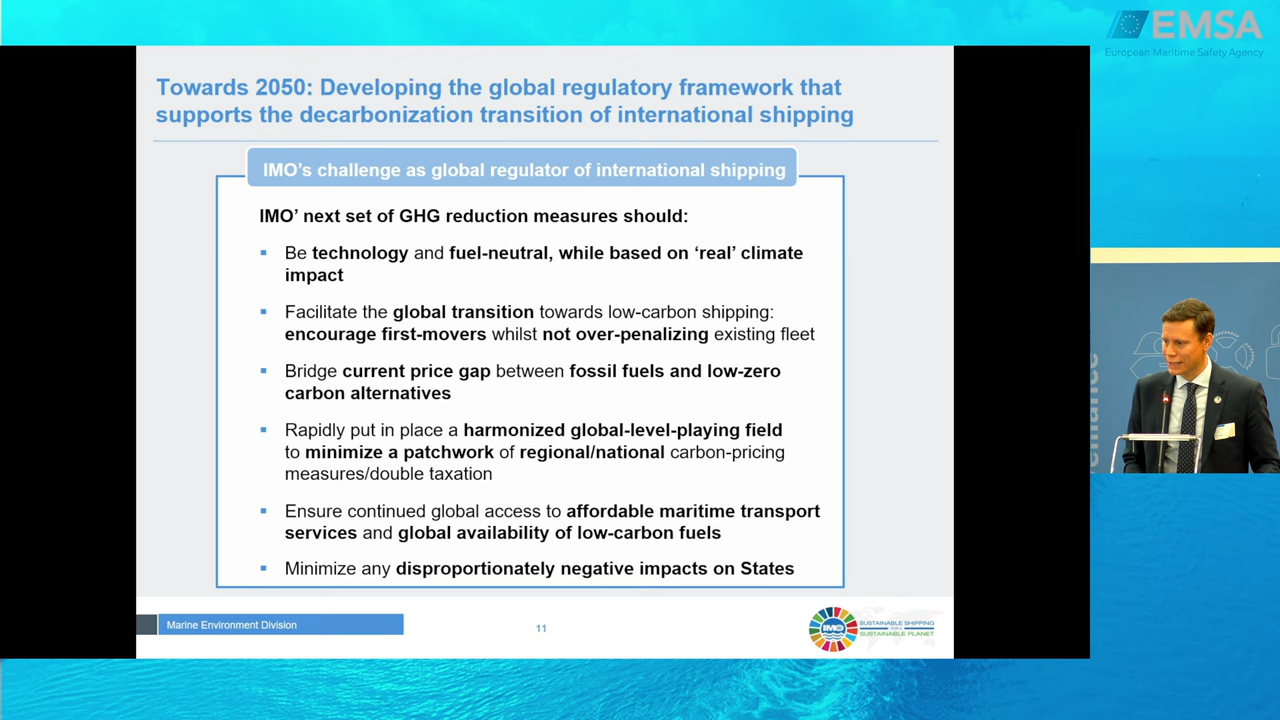 EMSA
European Maritime Safety Agency
Towards 2050: Developing the global regulatory framework that
supports the decarbonization transition of international shipping
IMO's challenge as global regulator of international shipping
IMO' next set of GHG reduction measures should:
▪ Be technology and fuel-neutral, while based on 'real' climate
impact
▪ Facilitate the global transition towards low-carbon shipping:
encourage first-movers whilst not over-penalizing existing fleet
▪ Bridge current price gap between fossil fuels and low-zero
carbon alternatives
▪ Rapidly put in place a harmonized global-level-playing field
to minimize a patchwork of regional/national carbon-pricing
measures/double taxation
▪ Ensure continued global access to affordable maritime transport
services and global availability of low-carbon fuels
▪ Minimize any disproportionately negative impacts on States
Marine Environment Division
11
IMO
SUSTAINABLE SHIPPING
FOR A
SUSTAINABLE PLANET